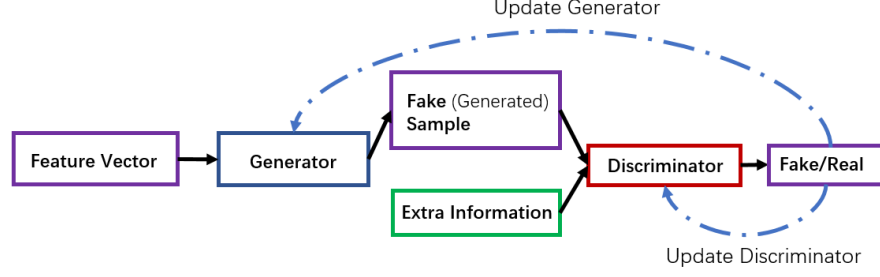 Update Generator
Fake (Generated)
Sample
Feature Vector
Generator
Discriminator
Fake/Real
Extra Information
Update Discriminator